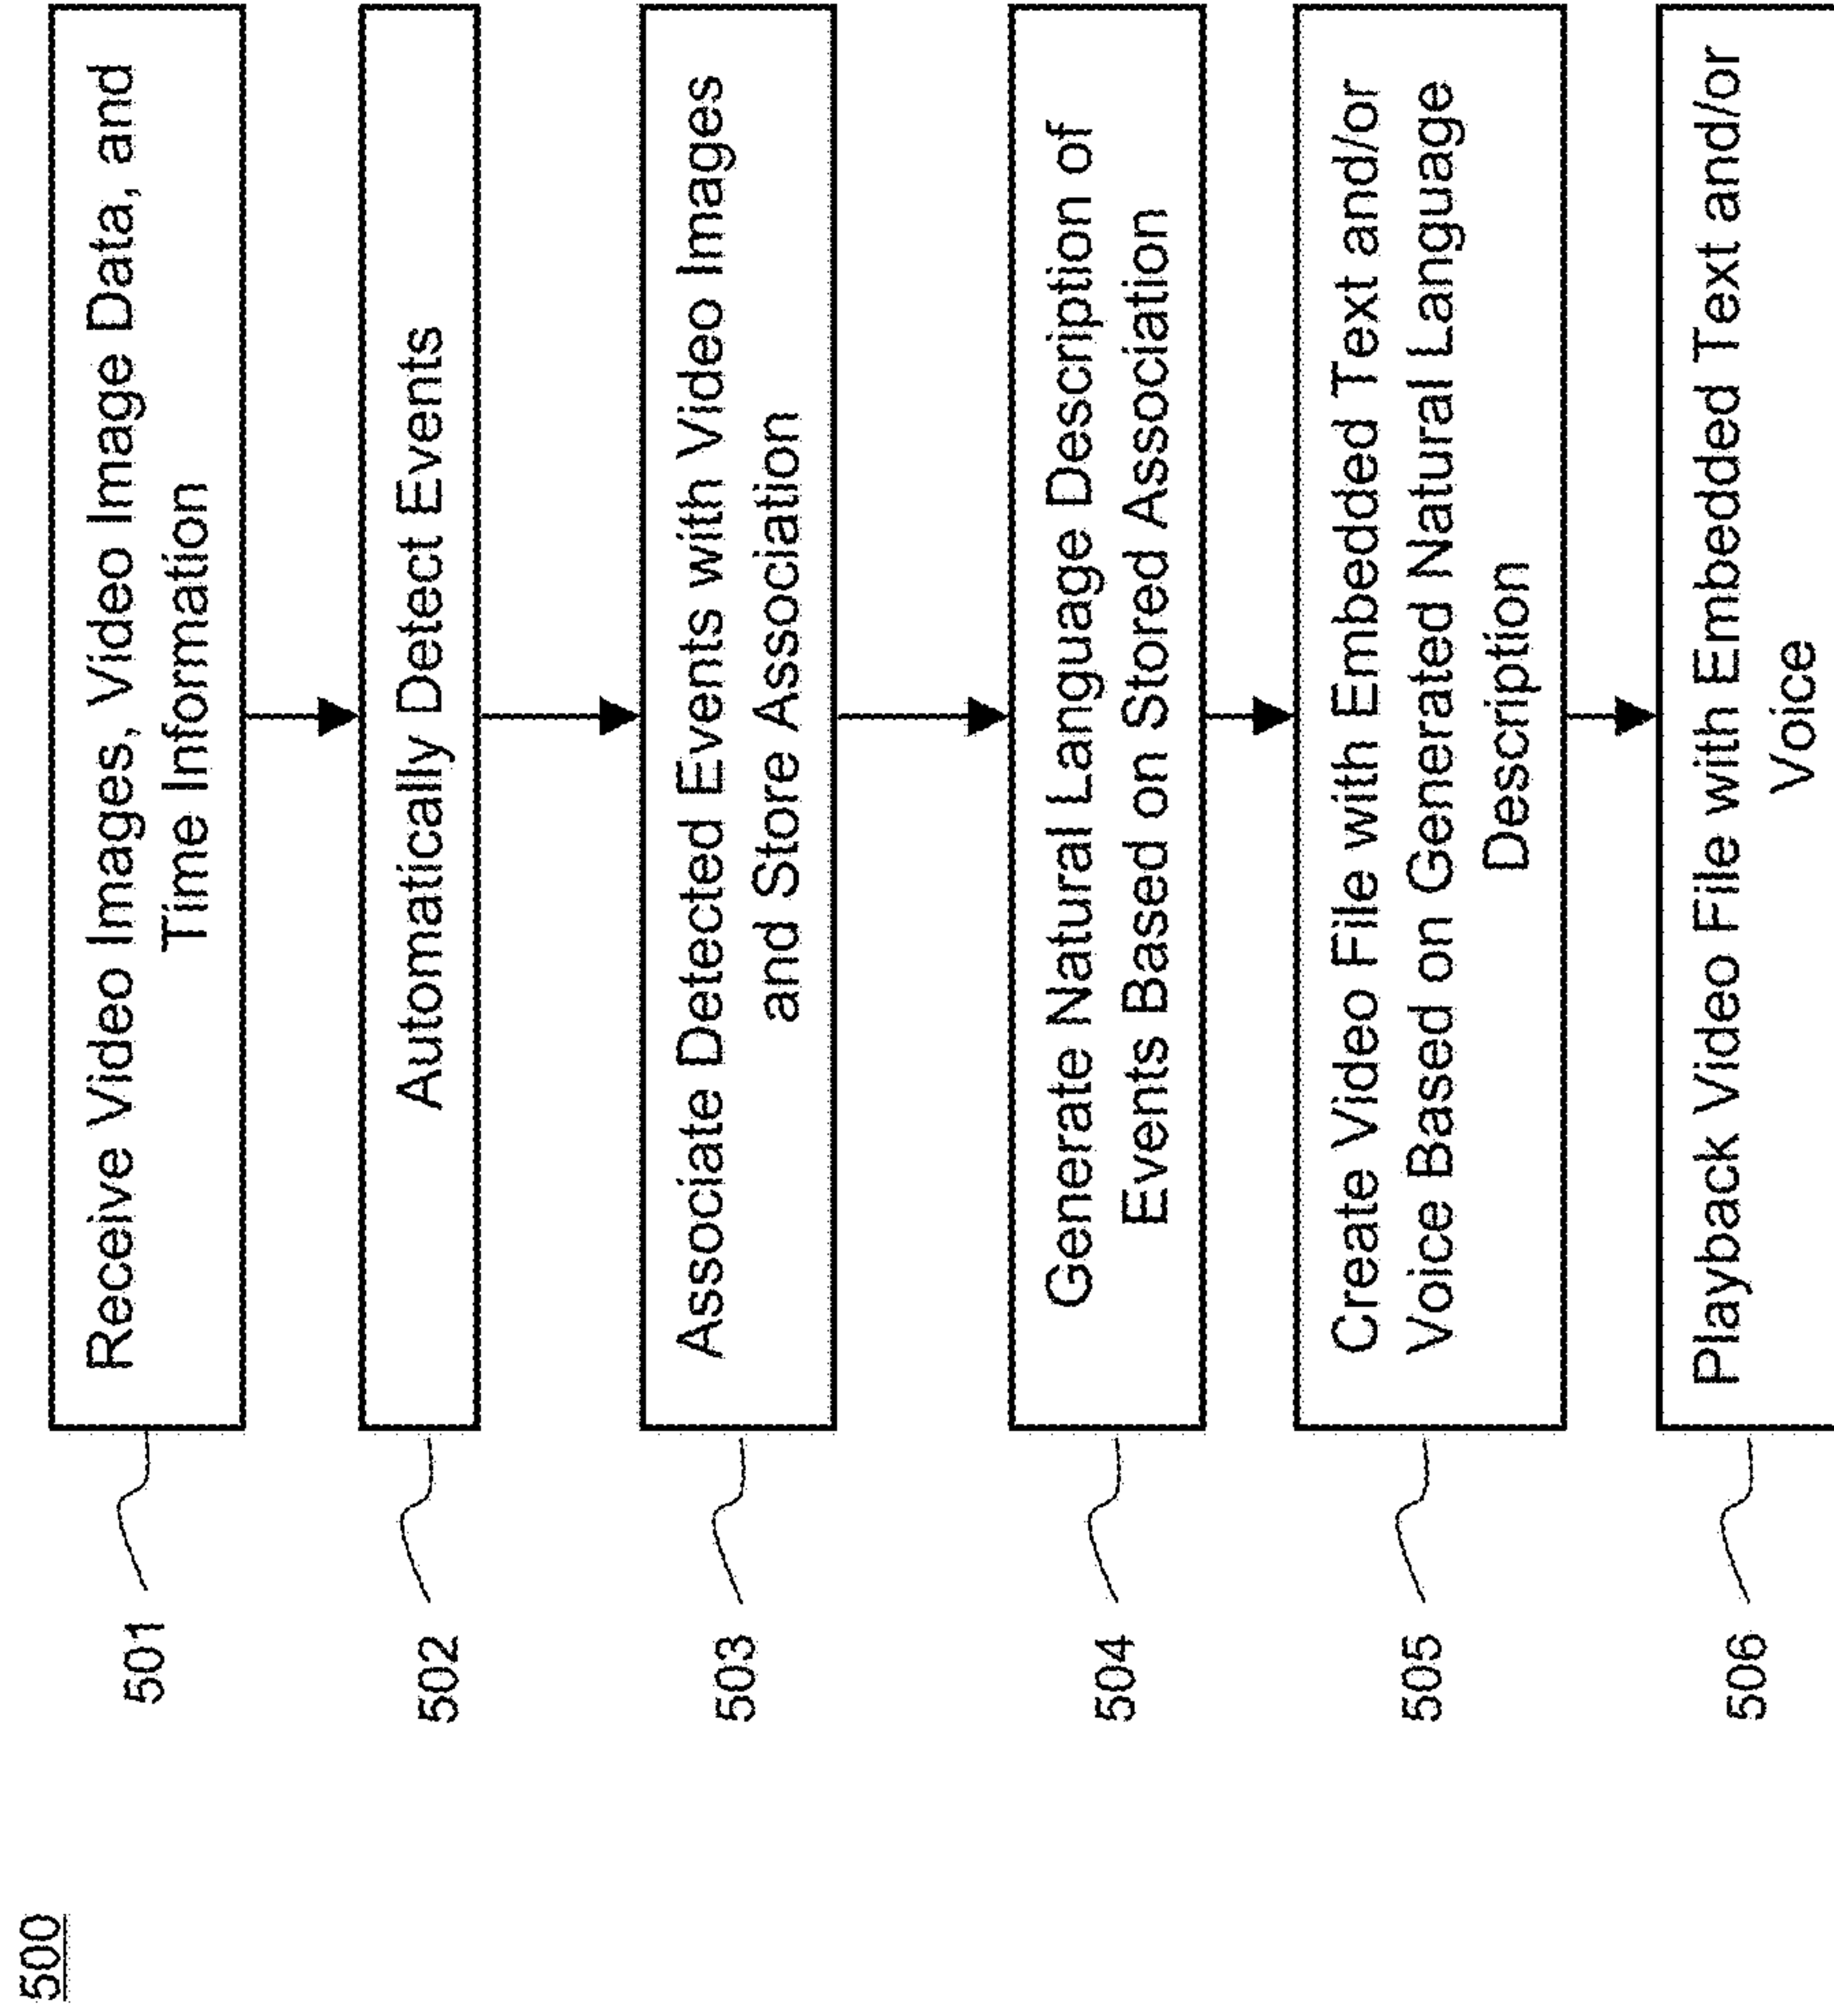 500
501
Receive Video Images, Video Image Data, and
Time Information
502
Automatically Detect Events
503
Associate Detected Events with Video Images
and Store Association
504
Generate Natural Language Description of
Events Based on Stored Association
505
Create Video File with Embedded Text and/or
Voice Based on Generated Natural Language
Description
506
Playback Video File with Embedded Text and/or
Voice